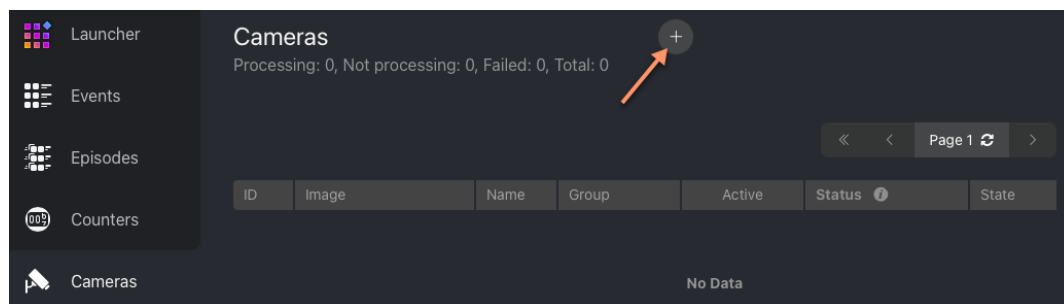 Launcher
Events
Episodes
Counters
Cameras
Cameras
+
Processing: 0, Not processing: 0, Failed: 0, Total: 0
« < Page 1 >
ID Image Name Group Active Status i State
No Data